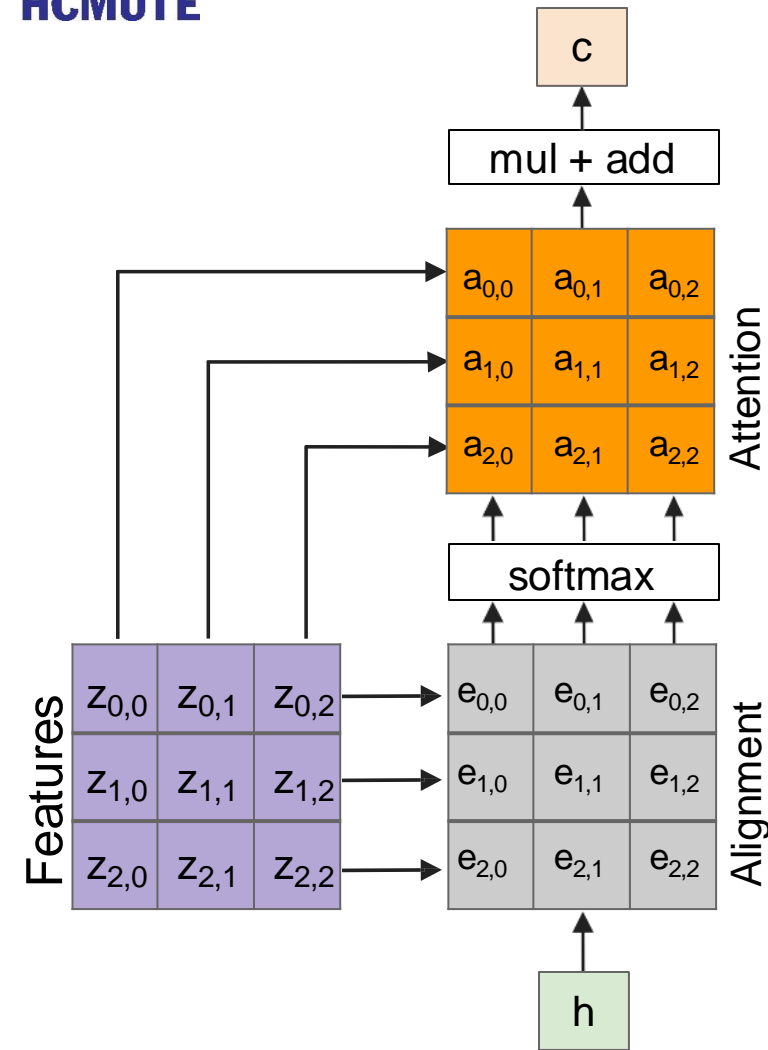 HCMUTE
c
mul + add
a0,0 a0,1 a0,2
a1,0 a1,1 a1,2
a2,0 a2,1 a2,2
Attention
softmax
Features
z0,0 z0,1 z0,2
z1,0 z1,1 z1,2
z2,0 z2,1 z2,2
e0,0 e0,1 e0,2
e1,0 e1,1 e1,2
e2,0 e2,1 e2,2
Alignment
h